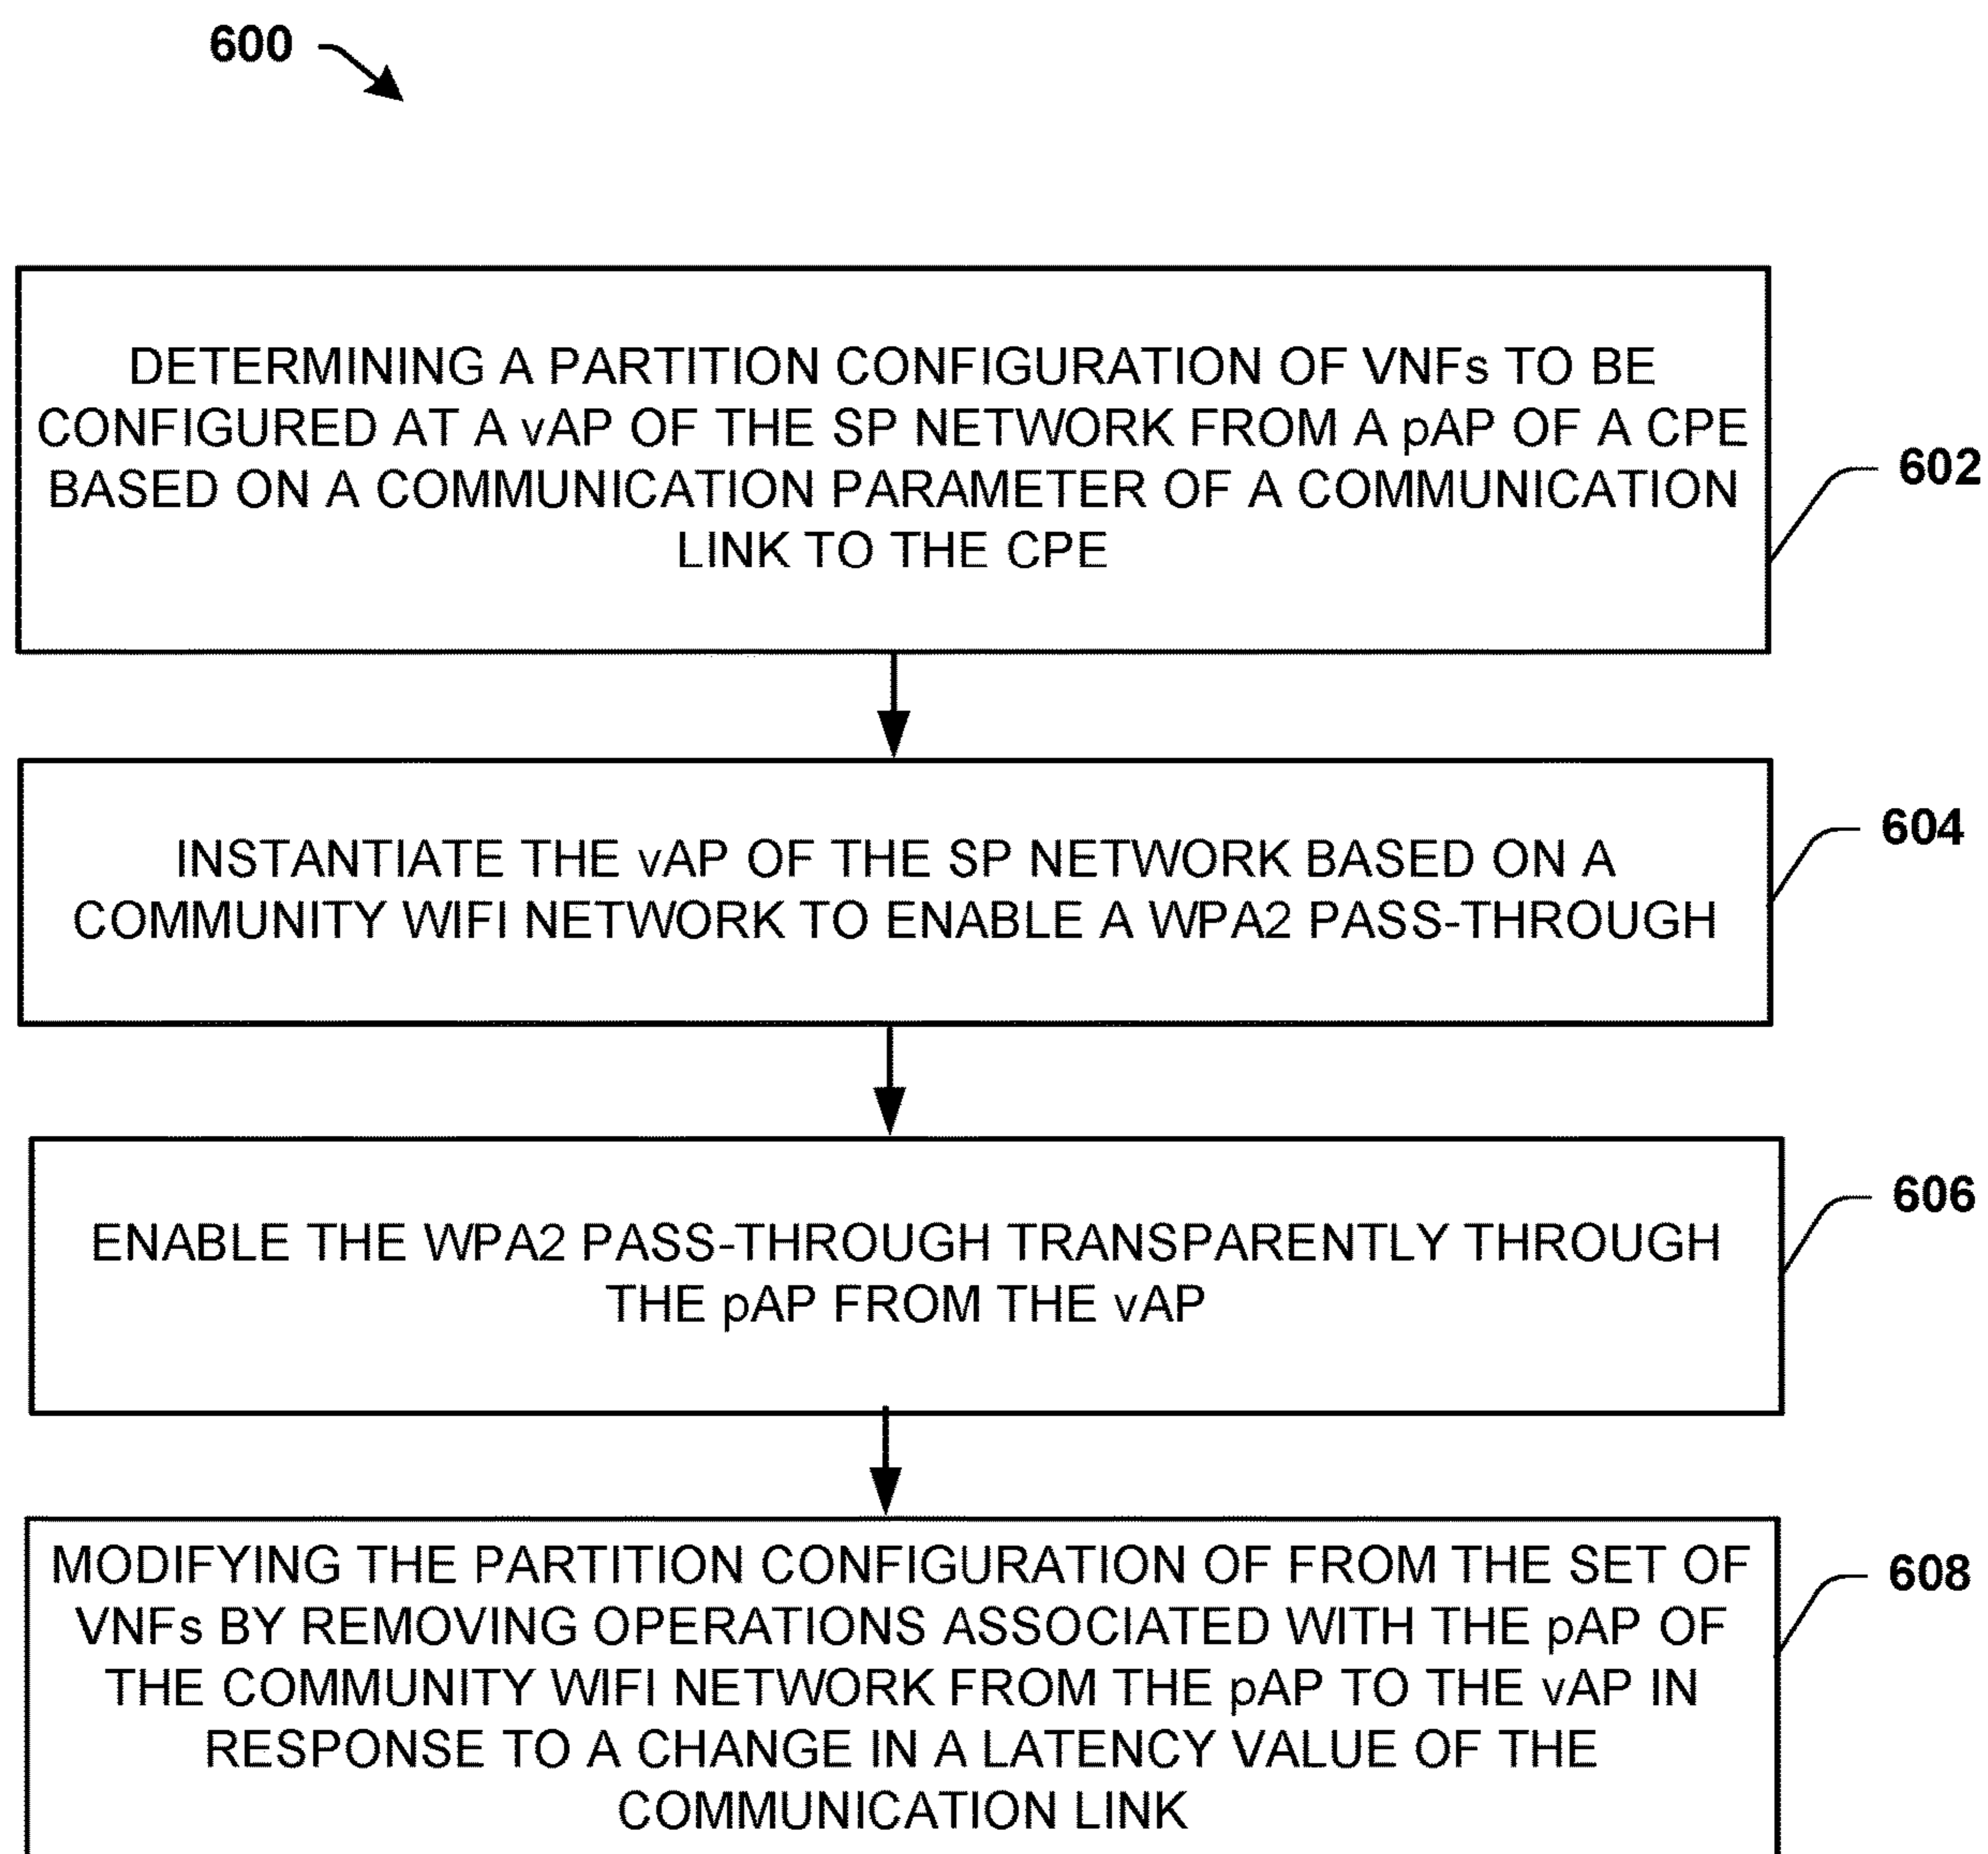 600
DETERMINING A PARTITION CONFIGURATION OF VNFs TO BE
CONFIGURED AT A vAP OF THE SP NETWORK FROM A pAP OF A CPE
BASED ON A COMMUNICATION PARAMETER OF A COMMUNICATION
LINK TO THE CPE
602
INSTANTIATE THE vAP OF THE SP NETWORK BASED ON A
COMMUNITY WIFI NETWORK TO ENABLE A WPA2 PASS-THROUGH
604
ENABLE THE WPA2 PASS-THROUGH TRANSPARENTLY THROUGH
THE pAP FROM THE vAP
606
MODIFYING THE PARTITION CONFIGURATION OF FROM THE SET OF
VNFs BY REMOVING OPERATIONS ASSOCIATED WITH THE pAP OF
THE COMMUNITY WIFI NETWORK FROM THE pAP TO THE vAP IN
RESPONSE TO A CHANGE IN A LATENCY VALUE OF THE
COMMUNICATION LINK
608